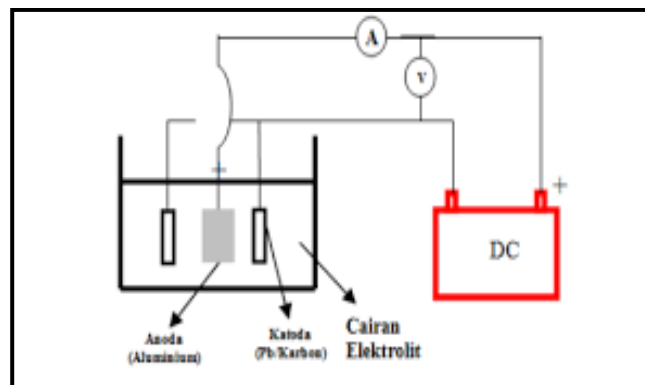 A
v
+
+
DC
Anoda
(Aluminium)
Katoda
(Pb/Karbon)
Cairan
Elektrolit